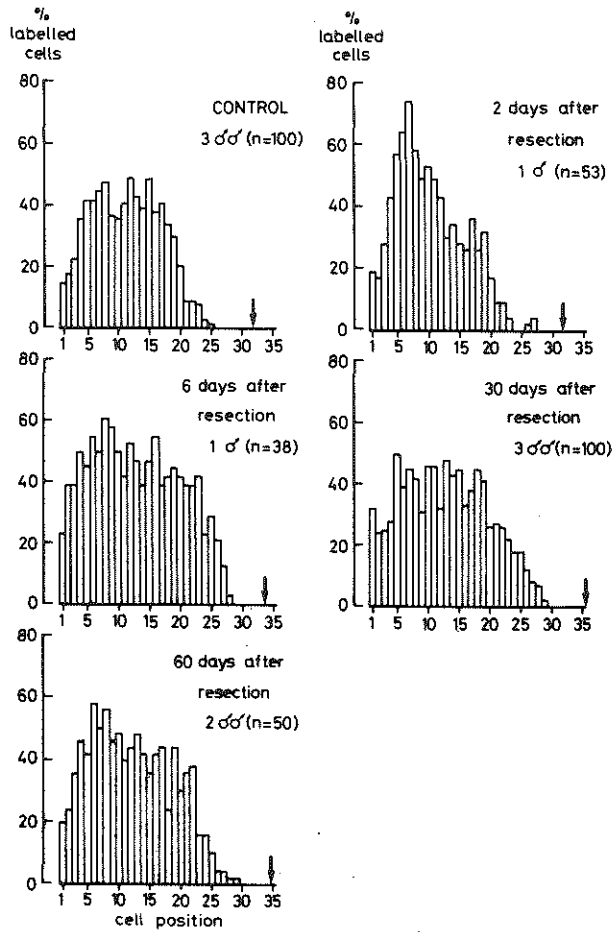 %
labelled
cells
80
60
40
20
0
CONTROL
3 ♂♂ (n=100)
1 5 10 15 20 25 30 35
%
labelled
cells
80
60
40
20
0
2 days after
resection
1 ♂ (n=53)
1 5 10 15 20 25 30 35
80
60
40
20
0
6 days after
resection
1 ♂ (n=38)
1 5 10 15 20 25 30 35
80
60
40
20
0
30 days after
resection
3 ♂♂ (n=100)
1 5 10 15 20 25 30 35
80
60
40
20
0
60 days after
resection
2 ♂♂ (n=50)
1 5 10 15 20 25 30 35
cell position